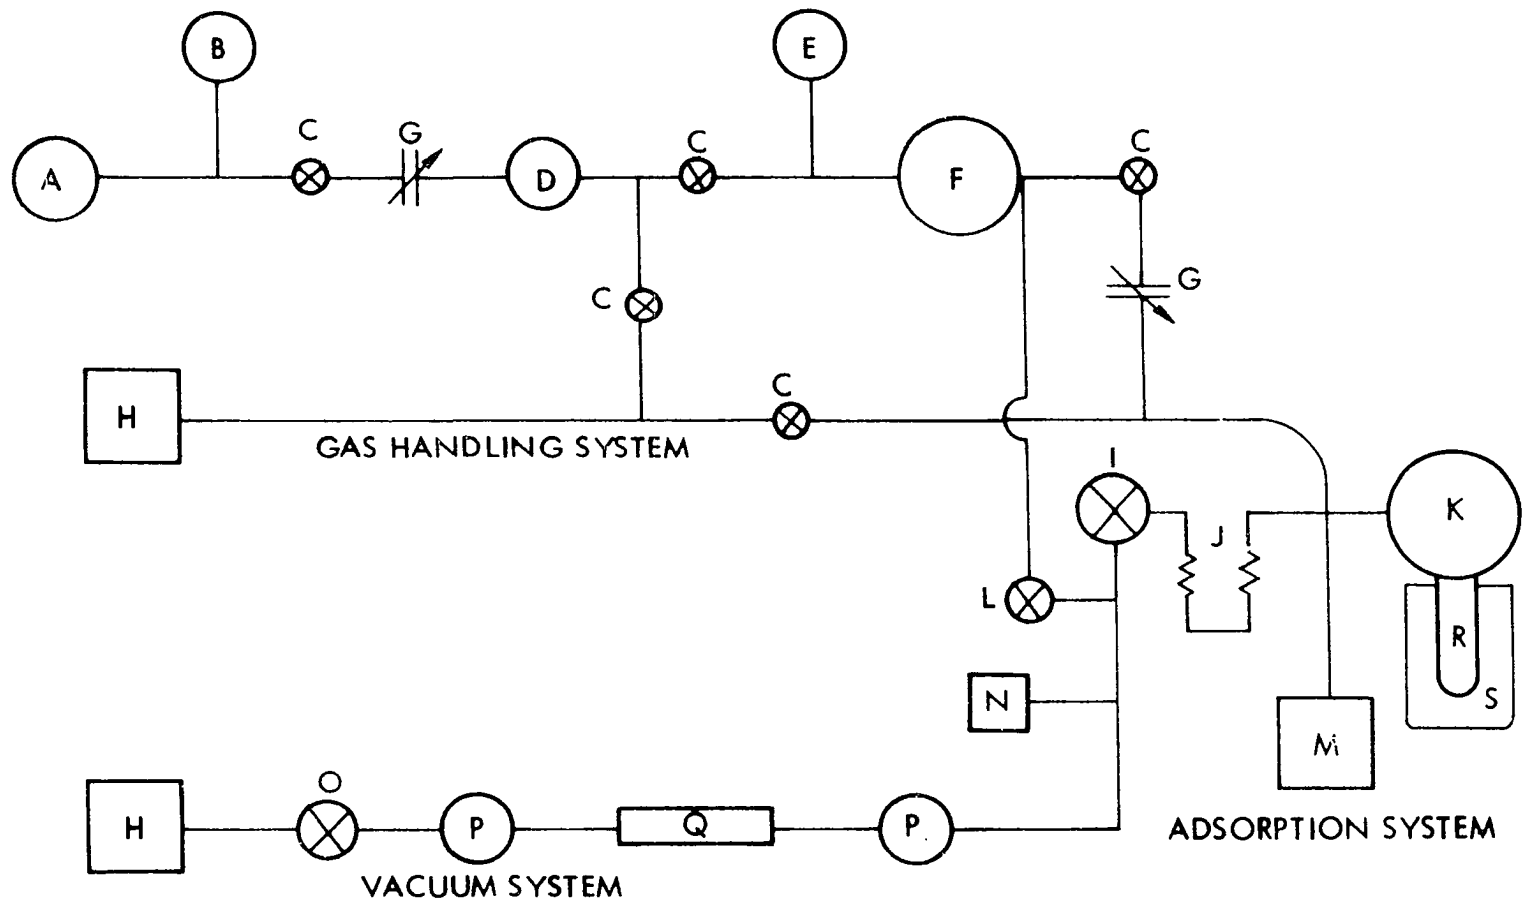 B
E
C
G
C
C
A
D
F
G
C
H
C
GAS HANDLING SYSTEM
I
K
J
L
R
N
S
M
O
H
P
Q
P
ADSORPTION SYSTEM
VACUUM SYSTEM